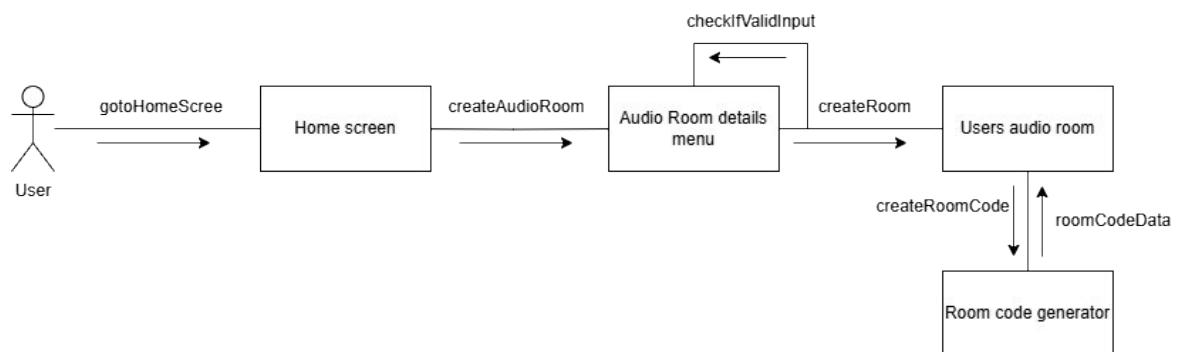 checkIfValidInput
gotoHomeScree
createAudioRoom
createRoom
Home screen
Audio Room details
menu
Users audio room
User
createRoomCode
roomCodeData
Room code generator